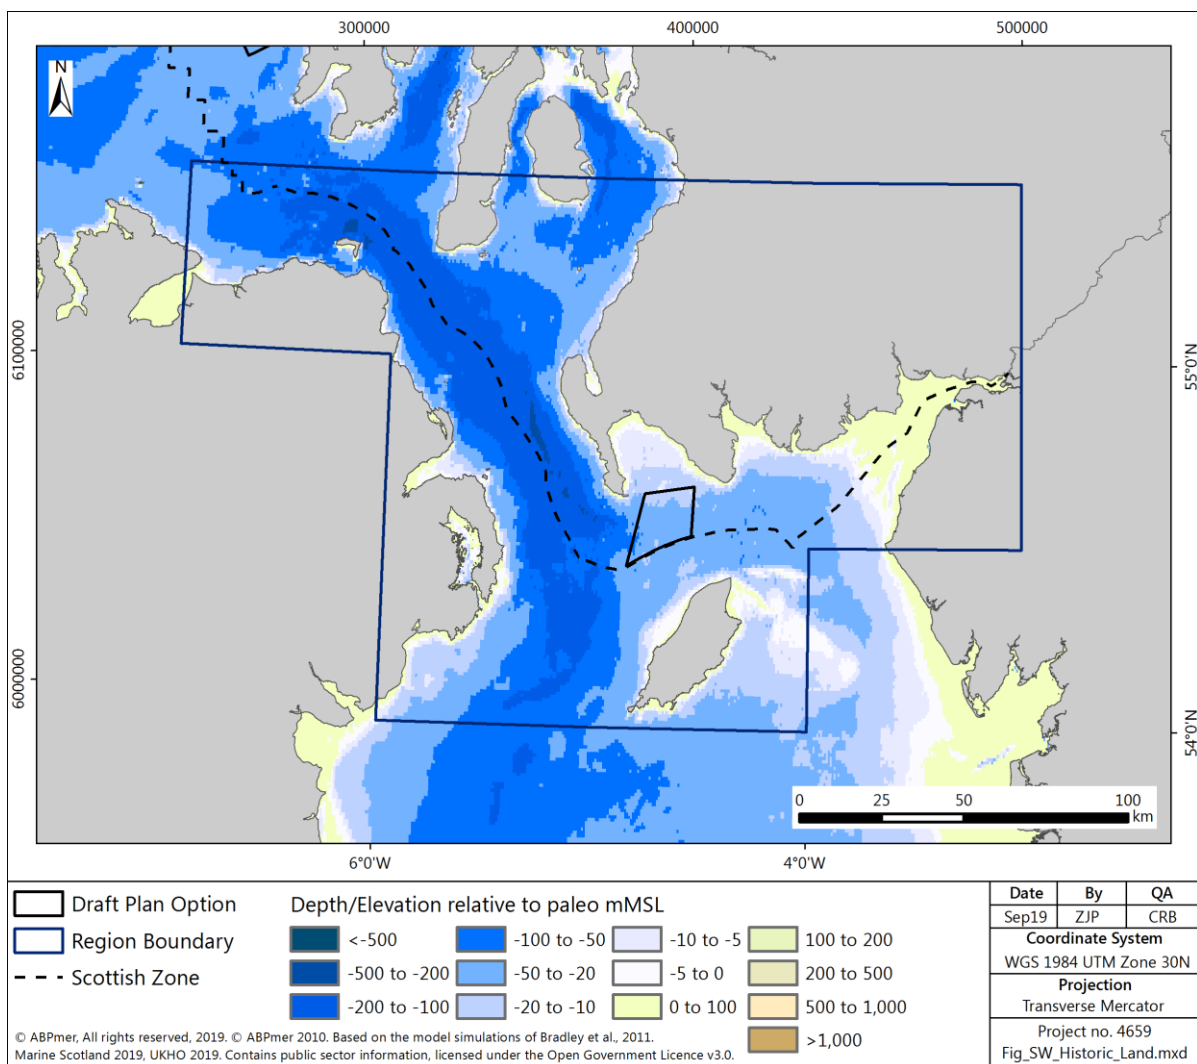 300000 400000 500000
N
6100000
6000000
55°0'N
54°0'N
0 25 50 100
km
6°0'W 4°0'W
Draft Plan Option
Region Boundary
Scottish Zone
Depth/Elevation relative to paleo mMSL
<-500
-500 to -200
-200 to -100
-100 to -50
-50 to -20
-20 to -10
-10 to -5
-5 to 0
0 to 100
100 to 200
200 to 500
500 to 1,000
>1,000
© ABPmer, All rights reserved, 2019. © ABPmer 2010. Based on the model simulations of Bradley et al., 2011.
Marine Scotland 2019, UKHO 2019. Contains public sector information, licensed under the Open Government Licence v3.0.
Date By QA
Sep19 ZJP CRB
Coordinate System
WGS 1984 UTM Zone 30N
Projection
Transverse Mercator
Project no. 4659
Fig_SW_Historic_Land.mxd